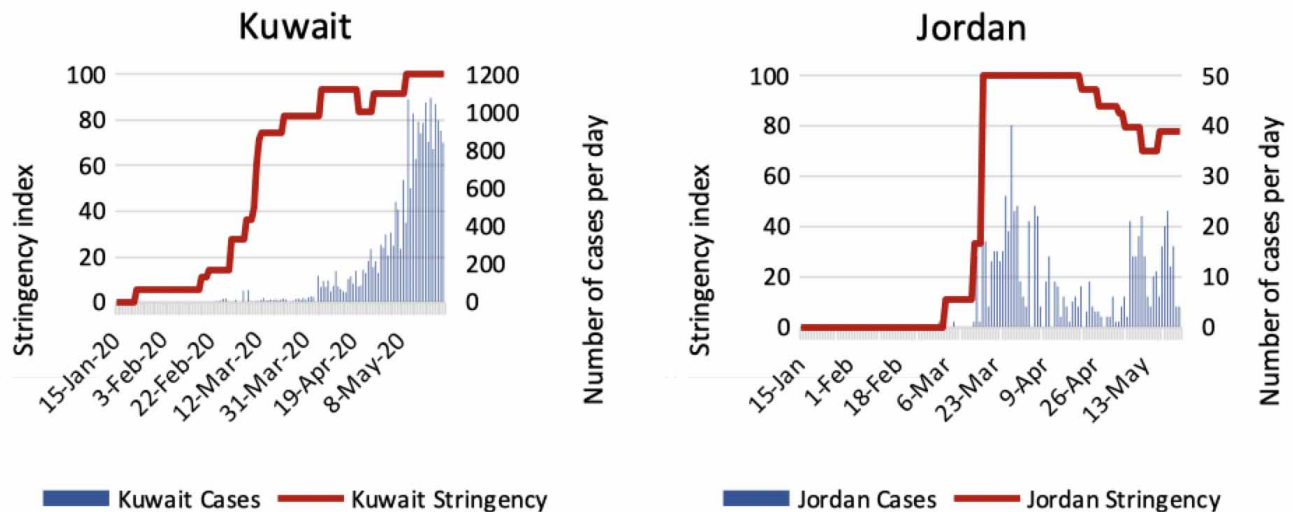 Kuwait
Stringency index
100
80
60
40
20
0
1200
1000
800
600
400
200
0
Number of cases per day
15-Jan-20
3-Feb-20
22-Feb-20
12-Mar-20
31-Mar-20
19-Apr-20
8-May-20
Kuwait Cases
Kuwait Stringency
Jordan
Stringency index
100
80
60
40
20
0
50
40
30
20
10
0
Number of cases per day
15-Jan
1-Feb
18-Feb
6-Mar
23-Mar
9-Apr
26-Apr
13-May
Jordan Cases
Jordan Stringency